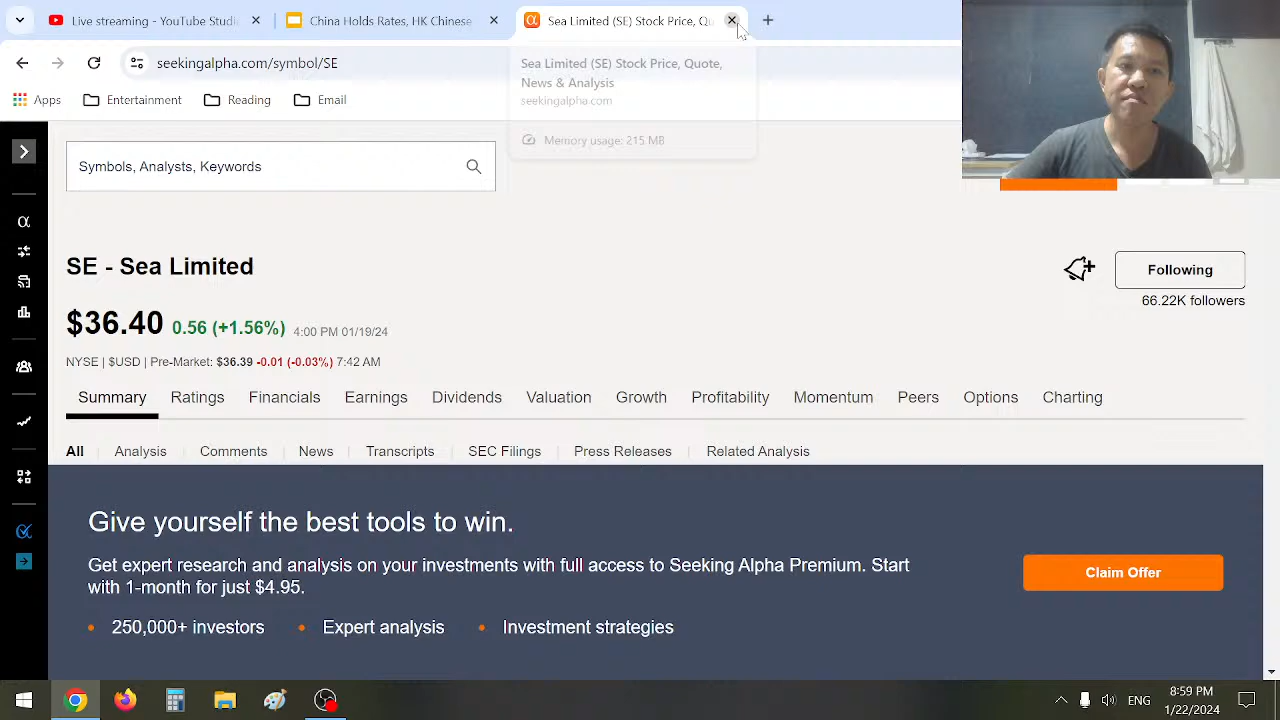 Live streaming - YouTube Studio
China Holds Rates, HK Chinese
Sea Limited (SE) Stock Price, Qu
seekingalpha.com/symbol/SE
Sea Limited (SE) Stock Price, Quote,
News & Analysis
seekingalpha.com
Memory usage: 215 MB
Apps
Entertainment
Reading
Email
Symbols, Analysts, Keywords
SE - Sea Limited
Following
66.22K followers
$36.40 0.56 (+1.56%) 4:00 PM 01/19/24
NYSE | $USD | Pre-Market: $36.39 -0.01 (-0.03%) 7:42 AM
Summary Ratings Financials Earnings Dividends Valuation Growth Profitability Momentum Peers Options Charting
All | Analysis | Comments | News | Transcripts | SEC Filings | Press Releases | Related Analysis
Give yourself the best tools to win.
Get expert research and analysis on your investments with full access to Seeking Alpha Premium. Start
with 1-month for just $4.95.
Claim Offer
• 250,000+ investors • Expert analysis • Investment strategies
ENG
8:59 PM
1/22/2024